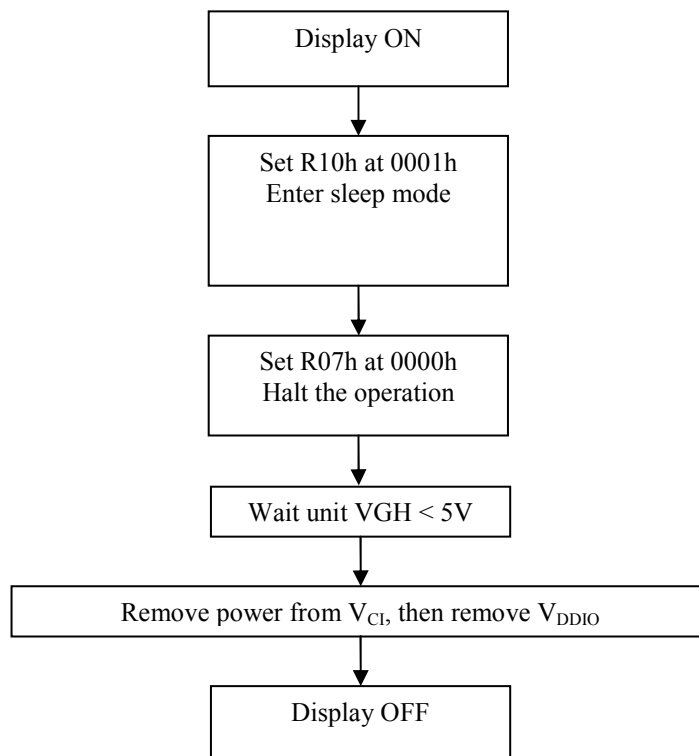 Display ON
Set R10h at 0001h
Enter sleep mode
Set R07h at 0000h
Halt the operation
Wait unit VGH < 5V
Remove power from VCI, then remove VDDIO
Display OFF